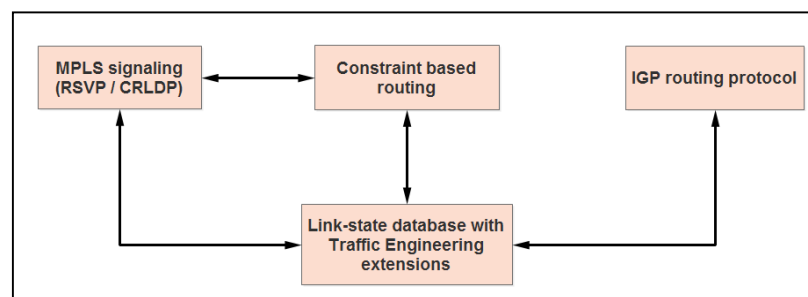 MPLS signaling
(RSVP / CRLDP)
Constraint based
routing
IGP routing protocol
Link-state database with
Traffic Engineering
extensions